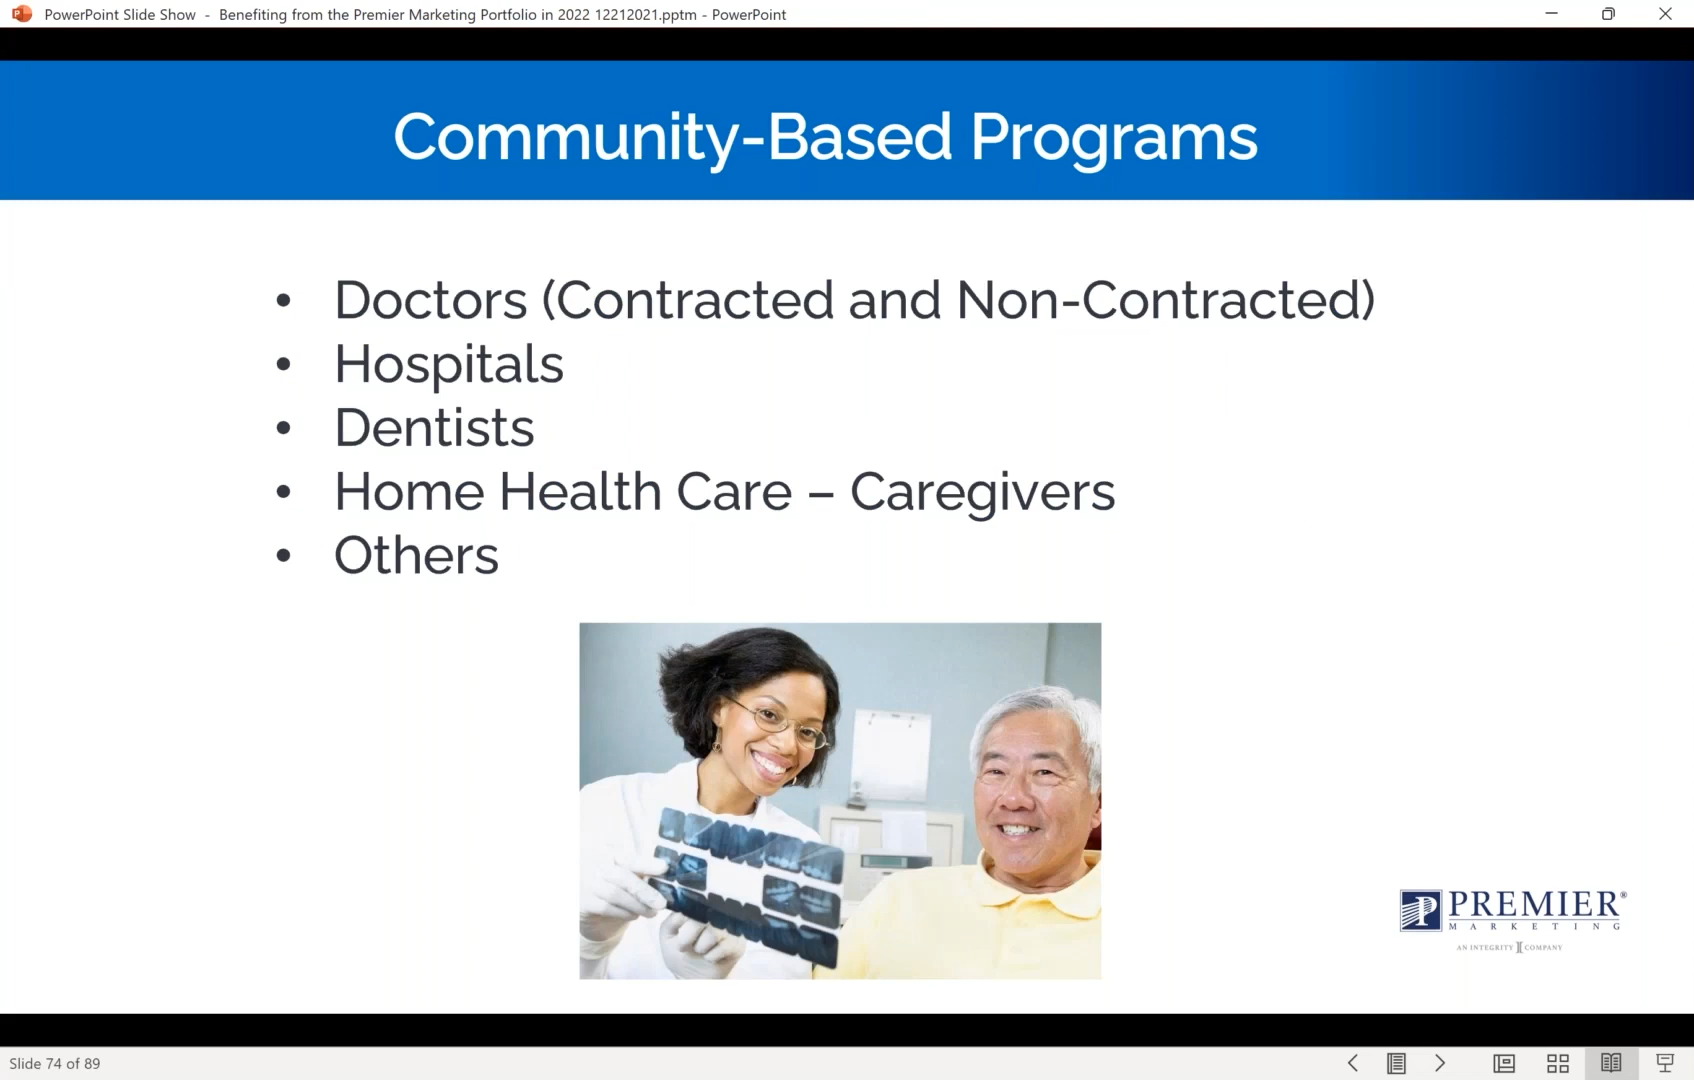 PowerPoint Slide Show - Benefiting from the Premier Marketing Portfolio in 2022 12212021.pptm - PowerPoint
Community-Based Programs
• Doctors (Contracted and Non-Contracted)
• Hospitals
• Dentists
• Home Health Care – Caregivers
• Others
PREMIER®
MARKETING
AN INTEGRITY COMPANY
Slide 74 of 89